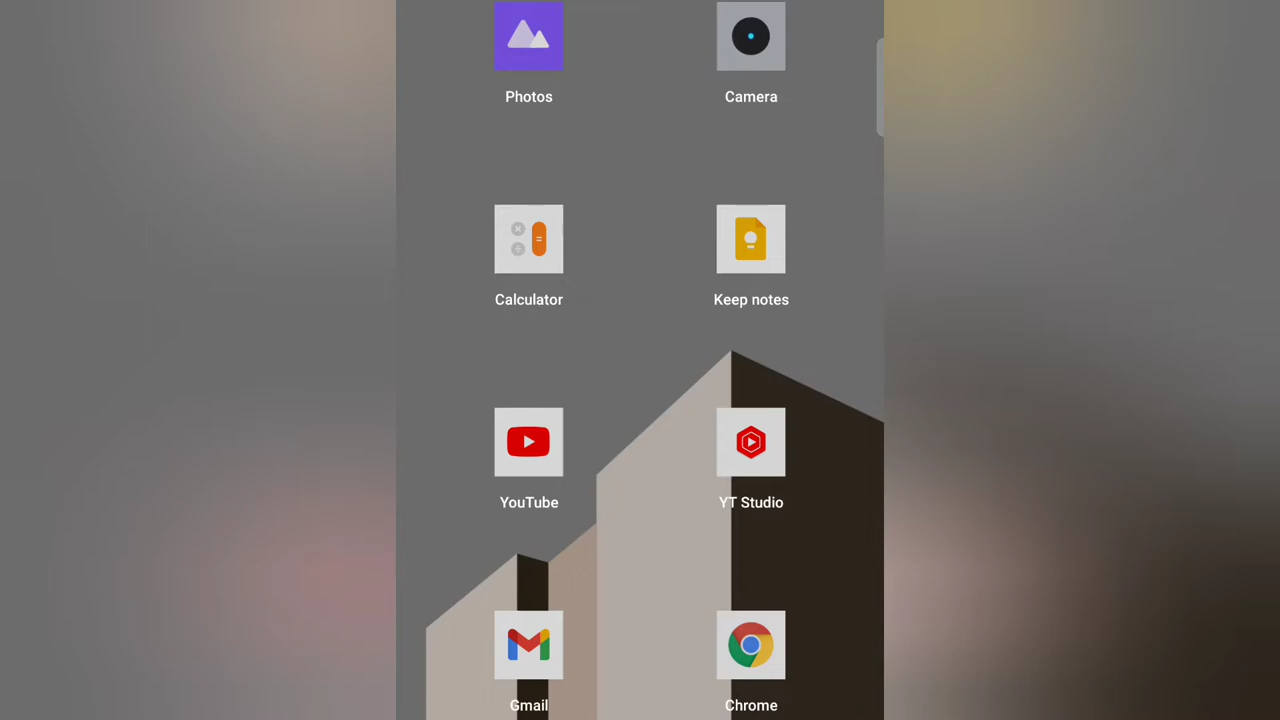 Photos
Camera
Calculator
Keep notes
YouTube
YT Studio
Gmail
Chrome